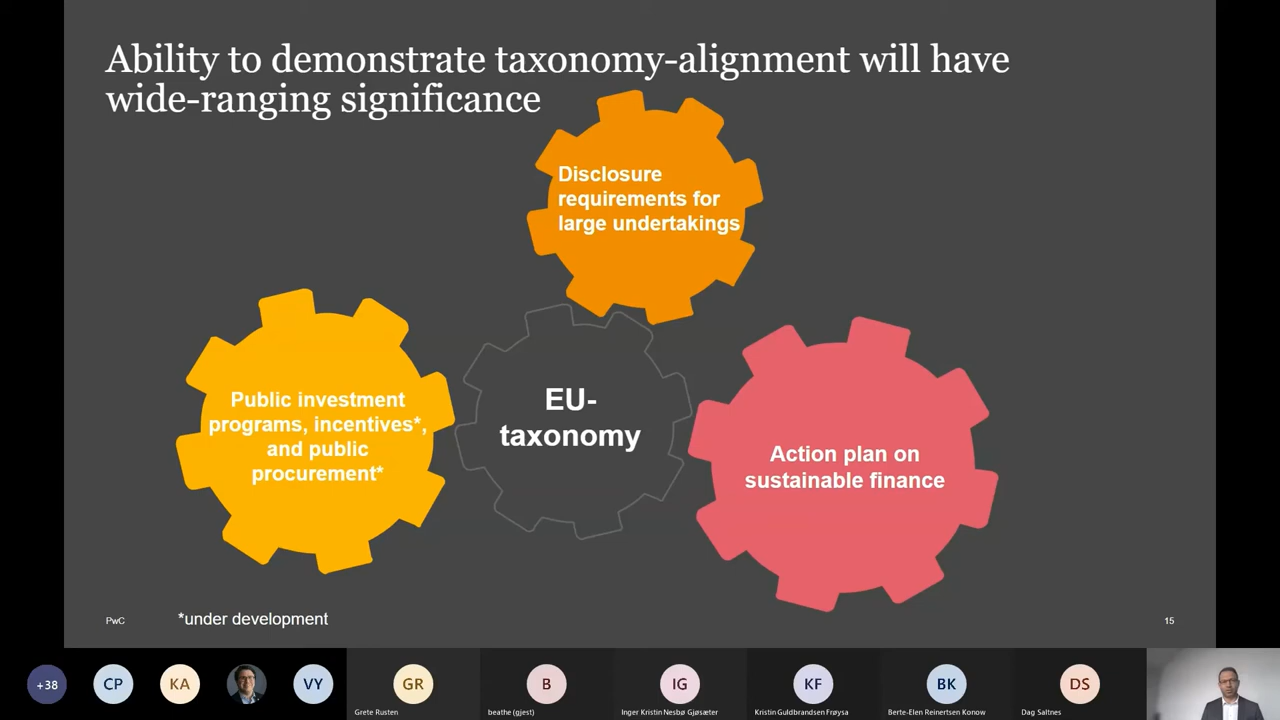 Ability to demonstrate taxonomy-alignment will have
wide-ranging significance
Disclosure
requirements for
large undertakings
Public investment
programs, incentives*,
and public
procurement*
EU-
taxonomy
Action plan on
sustainable finance
PwC
*under development
15
+38
CP
KA
VY
GR
Grete Rusten
B
beathe (gjest)
IG
Inger Kristin Nesbø Gjøsæter
KF
Kristin Guldbrandsen Frøysa
BK
Berte-Elen Reinertsen Konow
DS
Dag Saltnes